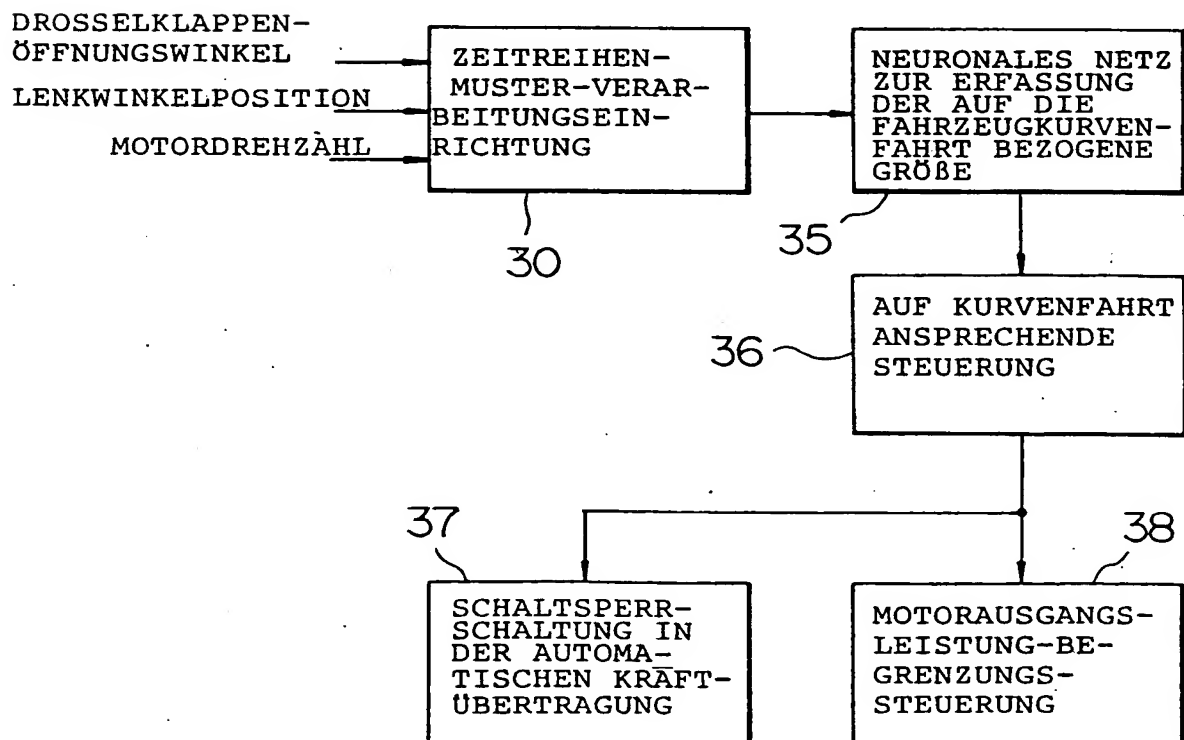 DROSSELKLAPPEN-
ÖFFNUNGSWINKEL
LENKWINKELPOSITION
MOTORDREHZAHL
ZEITREIHEN-
MUSTER-VERAR-
BEITUNGSEIN-
RICHTUNG
30
NEURONALES NETZ
ZUR ERFASSUNG
DER AUF DIE
FAHRZEUGKURVEN-
FAHRT BEZOGENE
GRÖßE
35
AUF KURVENFAHRT
ANSPRECHENDE
STEUERUNG
36
37
SCHALTSPERR-
SCHALTUNG IN
DER AUTOMA-
TISCHEN KRAFT-
ÜBERTRAGUNG
38
MOTORAUSGANGS-
LEISTUNG-BE-
GRENZUNGS-
STEUERUNG